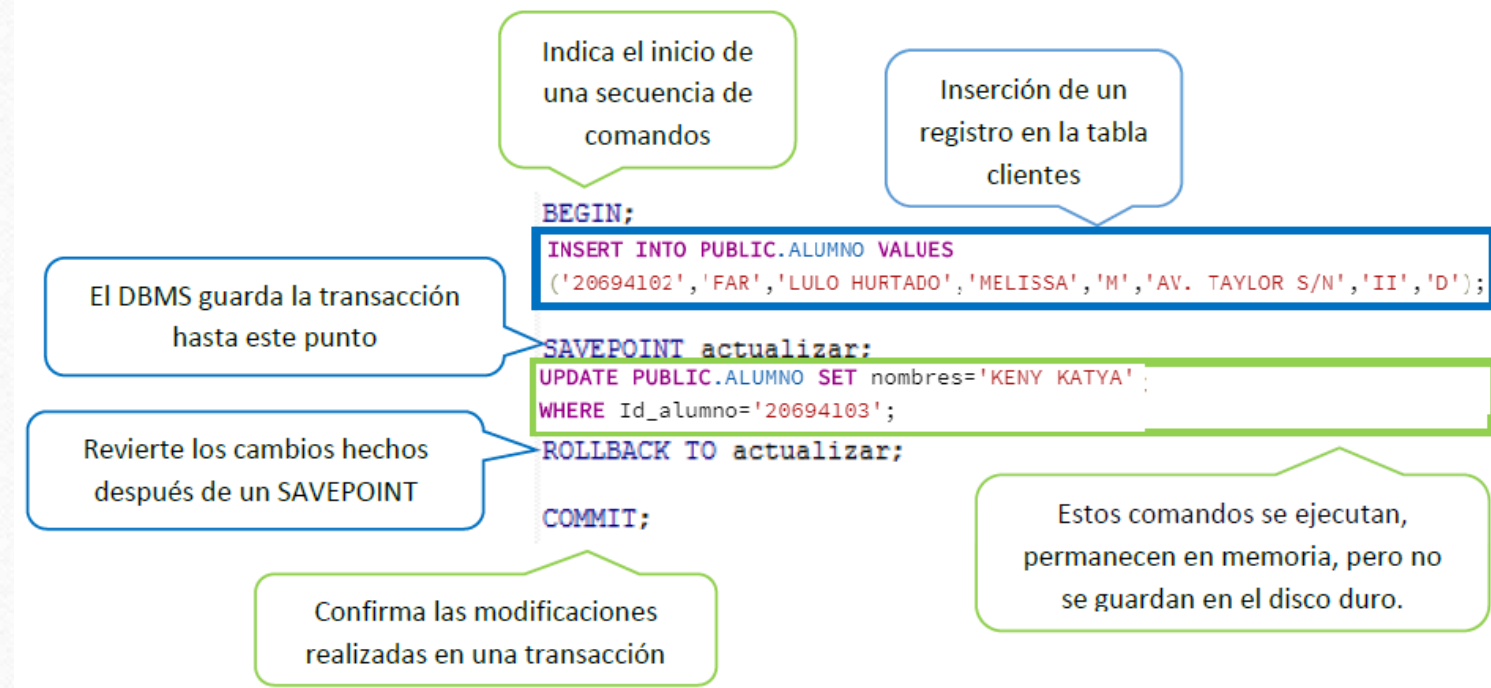 Indica el inicio de
una secuencia de
comandos
Inserción de un
registro en la tabla
clientes
BEGIN;
INSERT INTO PUBLIC.ALUMNO VALUES
('20694102','FAR','LULO HURTADO','MELISSA','M','AV. TAYLOR S/N','II','D');
El DBMS guarda la transacción
hasta este punto
SAVEPOINT actualizar;
UPDATE PUBLIC.ALUMNO SET nombres='KENY KATYA'
WHERE Id_alumno='20694103';
Revierte los cambios hechos
después de un SAVEPOINT
ROLLBACK TO actualizar;
COMMIT;
Estos comandos se ejecutan,
permanecen en memoria, pero no
se guardan en el disco duro.
Confirma las modificaciones
realizadas en una transacción